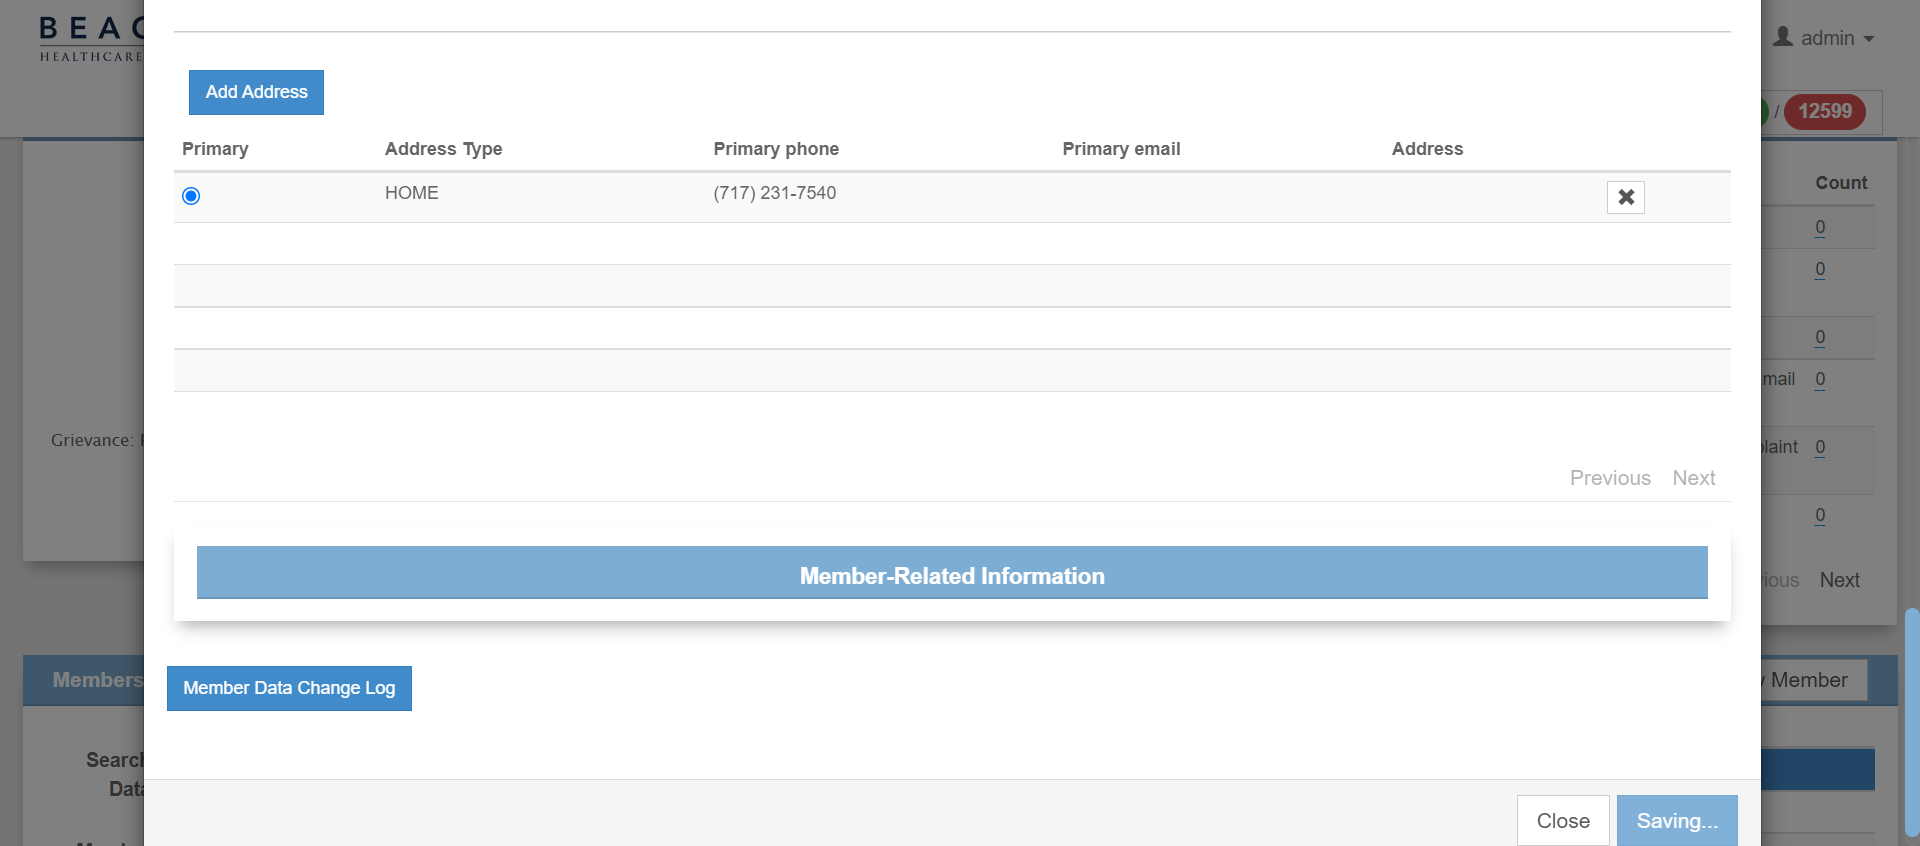 BEAC
HEALTHCARE
admin
/ 12599
Add Address
Primary Address Type Primary phone Primary email Address
HOME (717) 231-7540
Count
0
0
0
mail 0
laint 0
0
Grievance:
Previous Next
ious Next
Member-Related Information
Member Data Change Log
Members
Member
Search
Data
Close Saving...